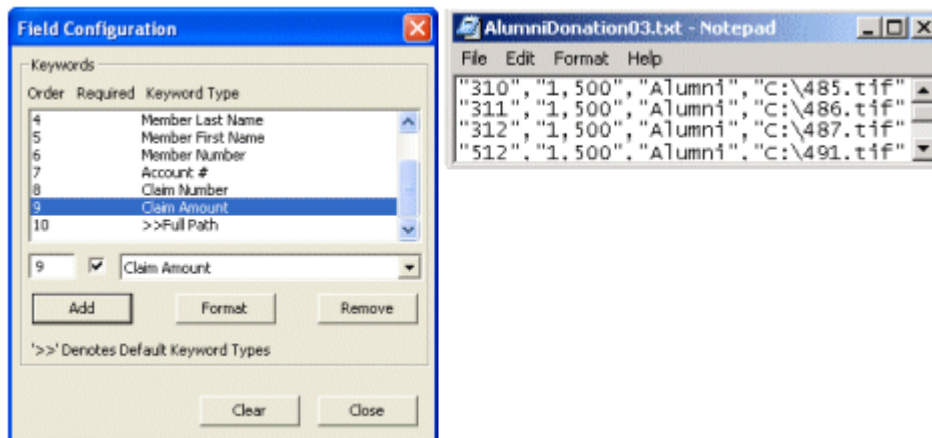 Field Configuration
Keywords
Order Required Keyword Type
4 Member Last Name
5 Member First Name
6 Member Number
7 Account #
8 Claim Number
9 Claim Amount
10 >>Full Path
9 Claim Amount
Add Format Remove
'>>' Denotes Default Keyword Types
Clear Close
AlumniDonation03.txt - Notepad
File Edit Format Help
"310","1,500","Alumni","C:\485.tif"
"311","1,500","Alumni","C:\486.tif"
"312","1,500","Alumni","C:\487.tif"
"512","1,500","Alumni","C:\491.tif"